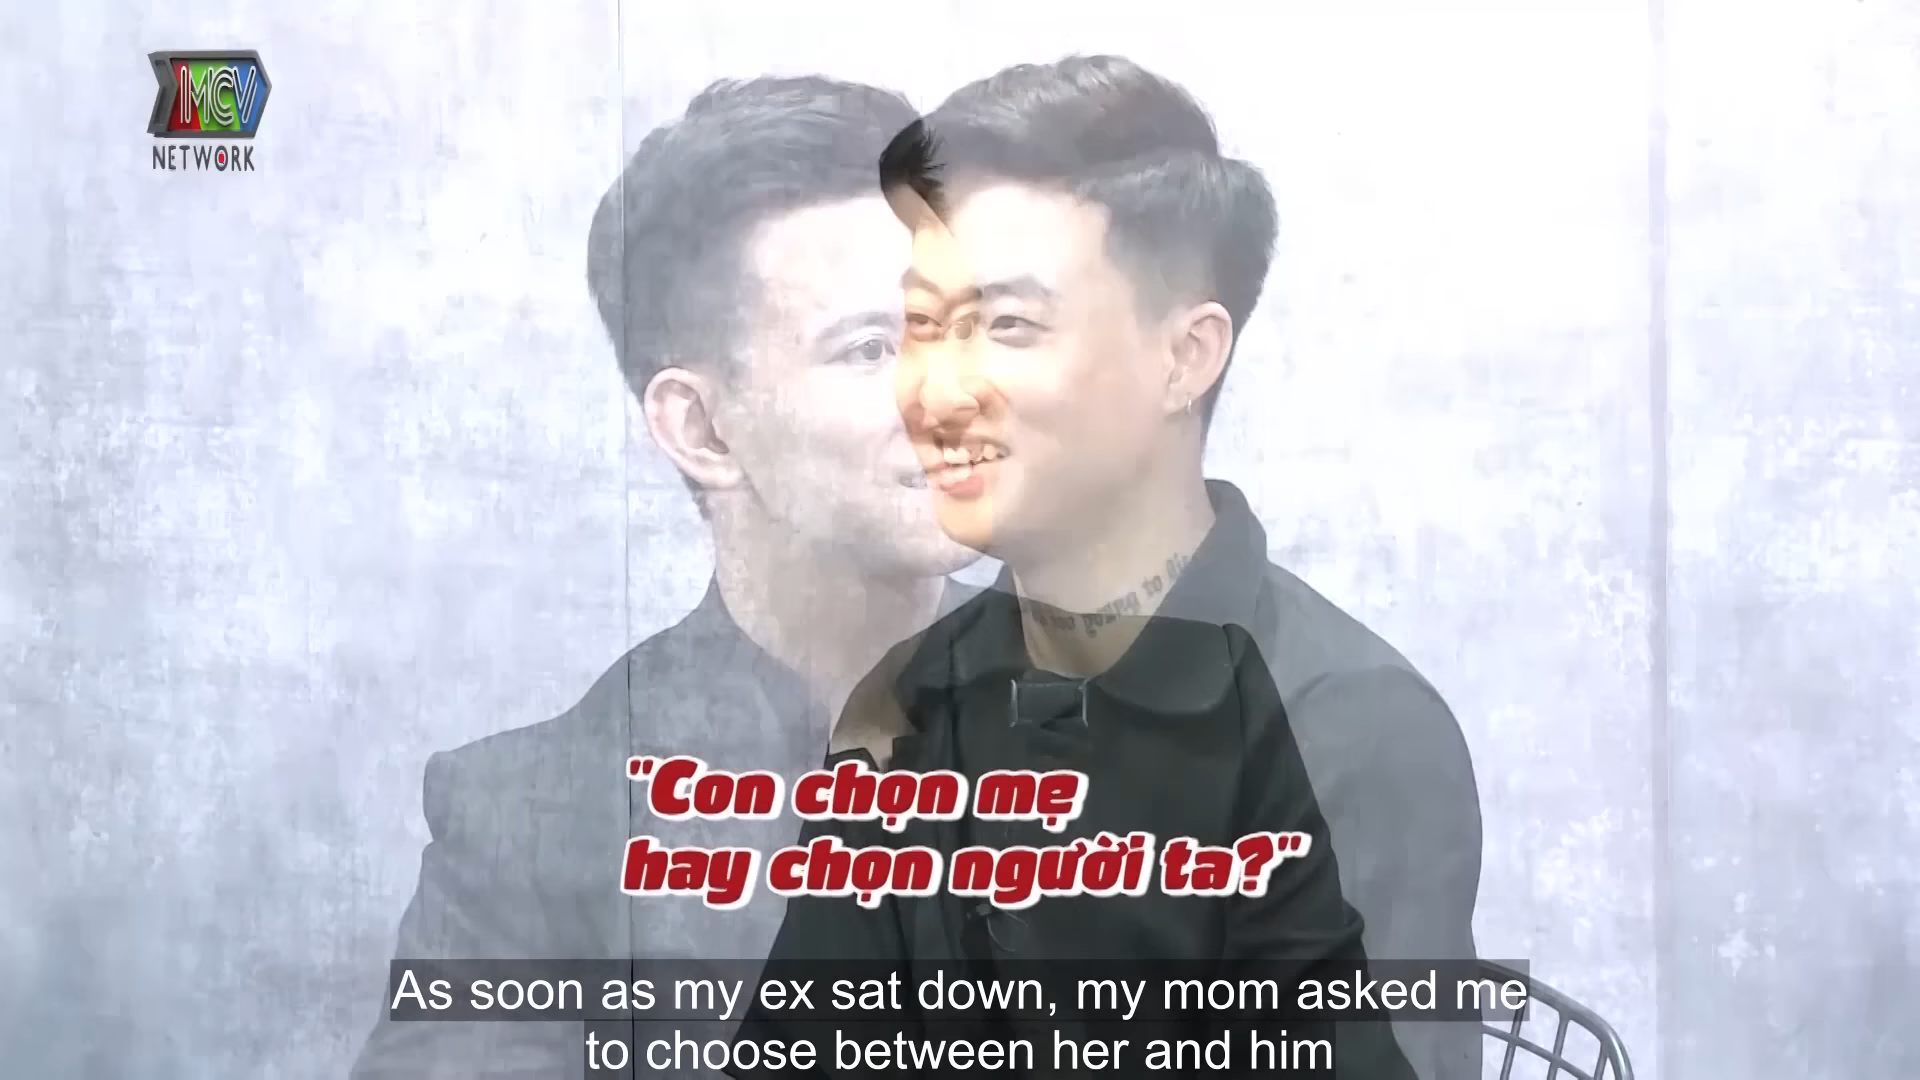 MCV
NETWORK
"Con chọn mẹ
hay chọn người ta?"
As soon as my ex sat down, my mom asked me
to choose between her and him